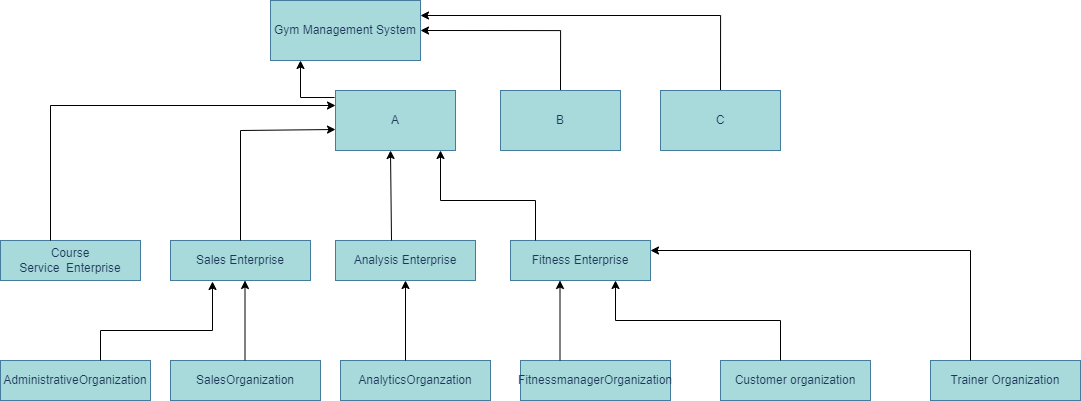 Gym Management System
A
B
C
Course
Service  Enterprise
Sales Enterprise
Analysis Enterprise
Fitness Enterprise
AdministrativeOrganization
SalesOrganization
AnalyticsOrganzation
FitnessmanagerOrganization
Customer organization
Trainer Organization